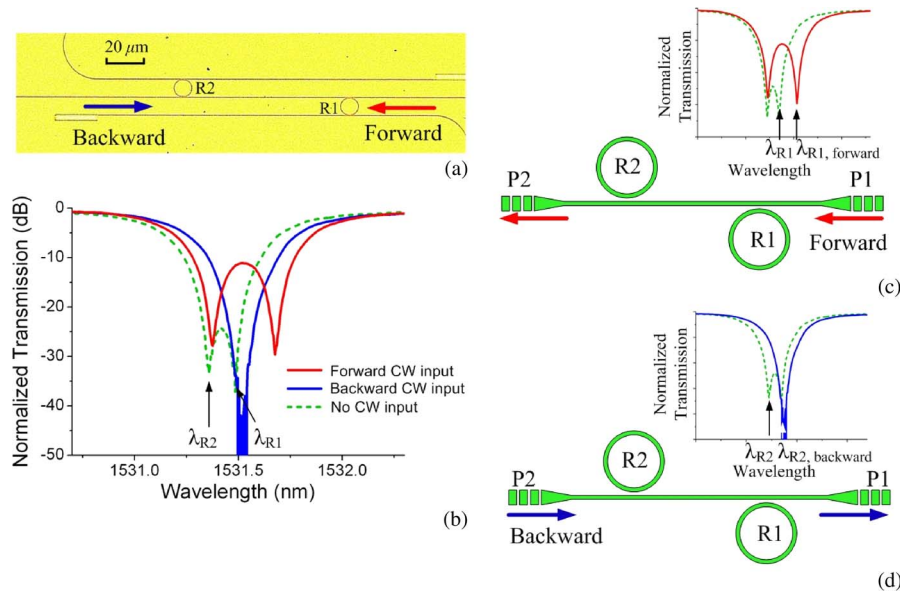 20 μm
R2
R1
Backward
Forward
(a)
Normalized Transmission (dB)
0
-10
-20
-30
-40
-50
Forward CW input
Backward CW input
No CW input
λR2
λR1
1531.0
1531.5
1532.0
Wavelength (nm)
(b)
Normalized
Transmission
λR1
λR1, forward
Wavelength
P2
R2
P1
R1
Forward
(c)
Normalized
Transmission
λR2
λR2, backward
Wavelength
P2
R2
P1
Backward
R1
(d)